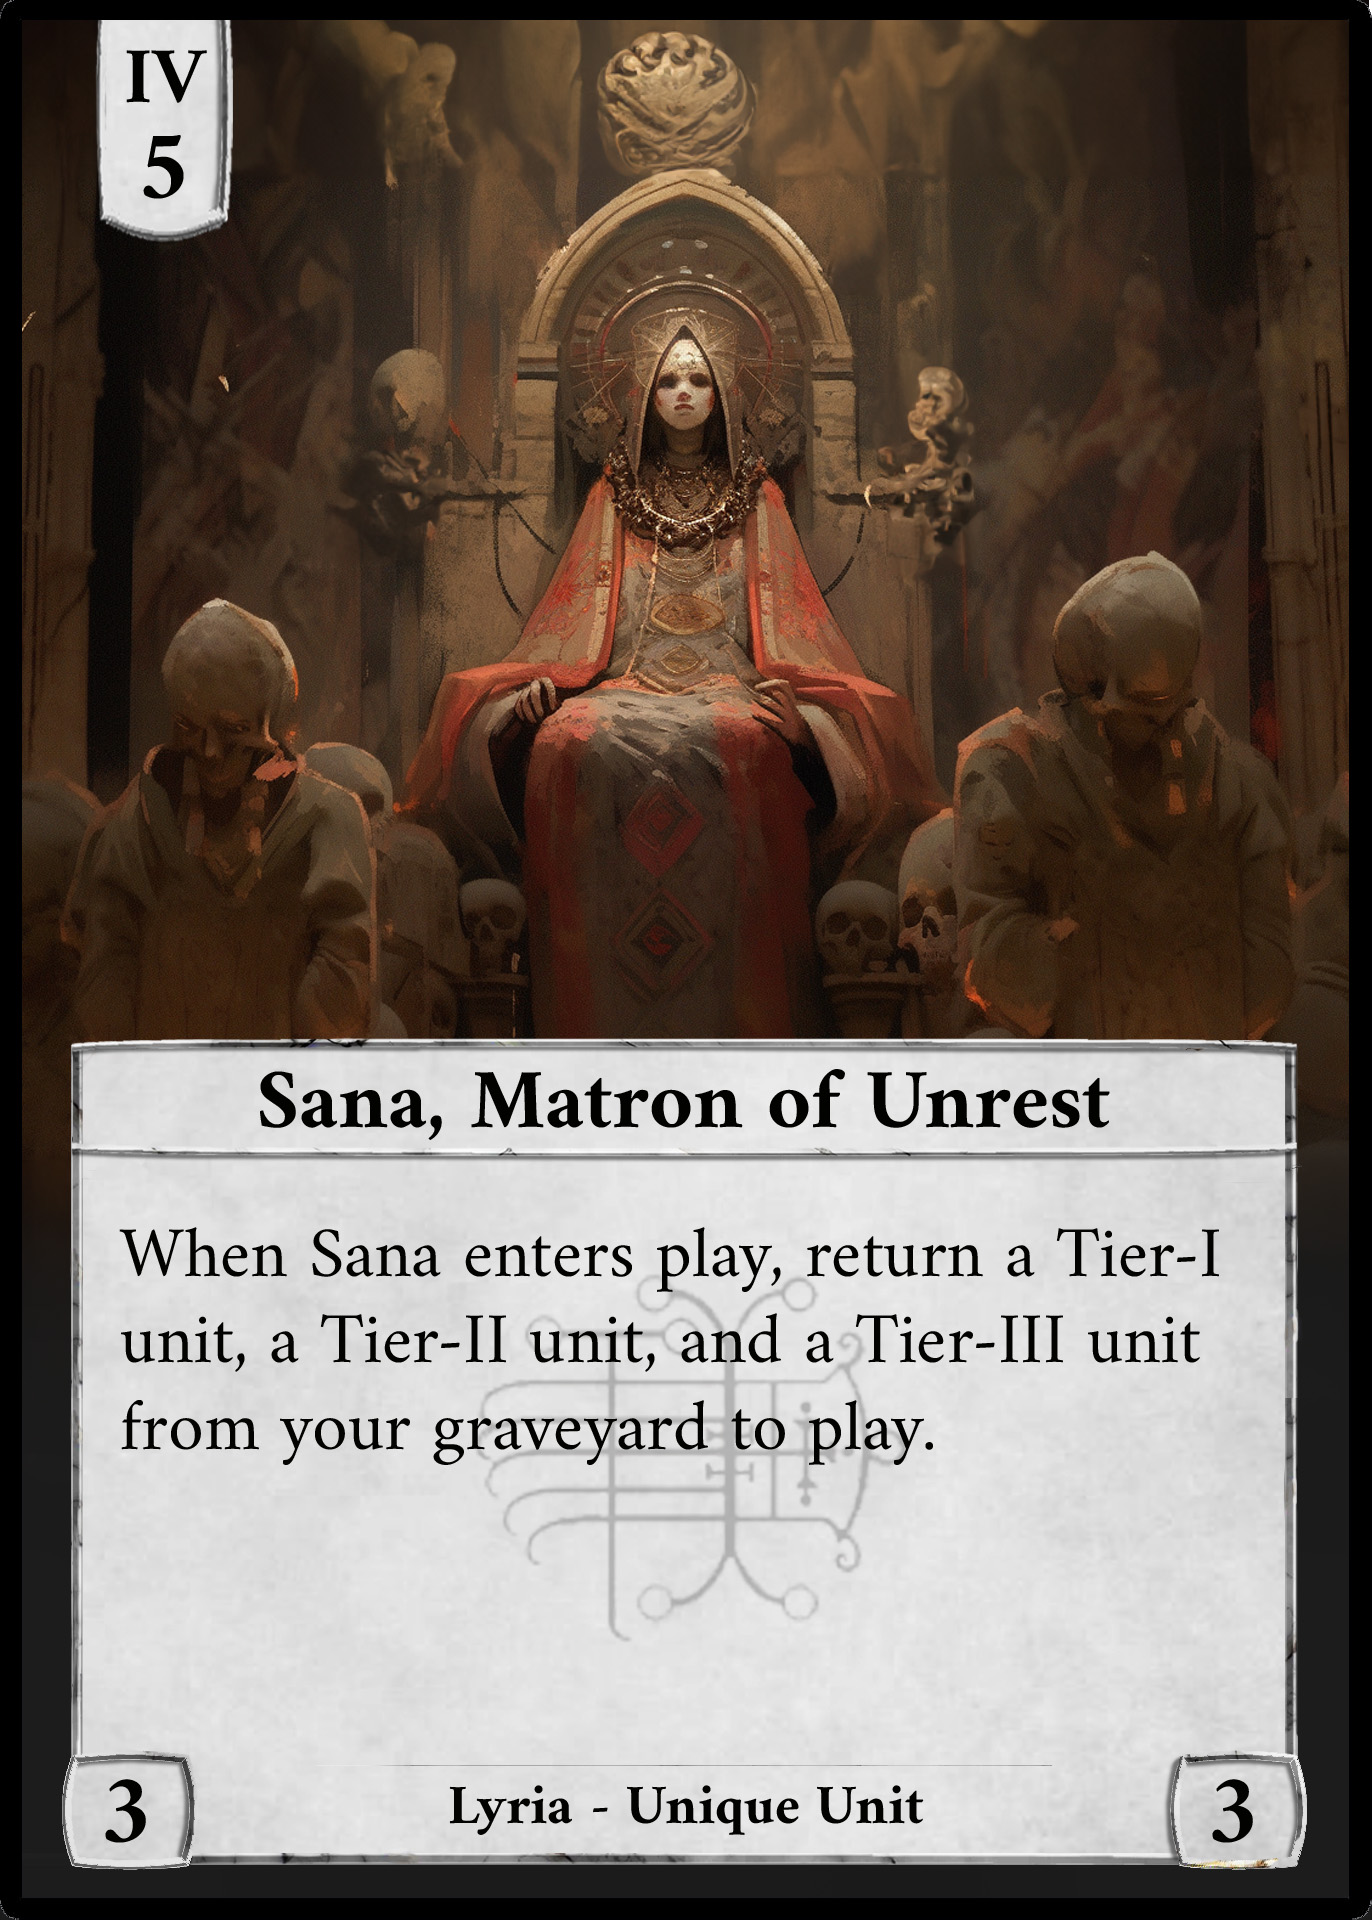 IV
5
Sana, Matron of Unrest
When Sana enters play, return a Tier-I
unit, a Tier-II unit, and a Tier-III unit
from your graveyard to play.
3
Lyria - Unique Unit
3